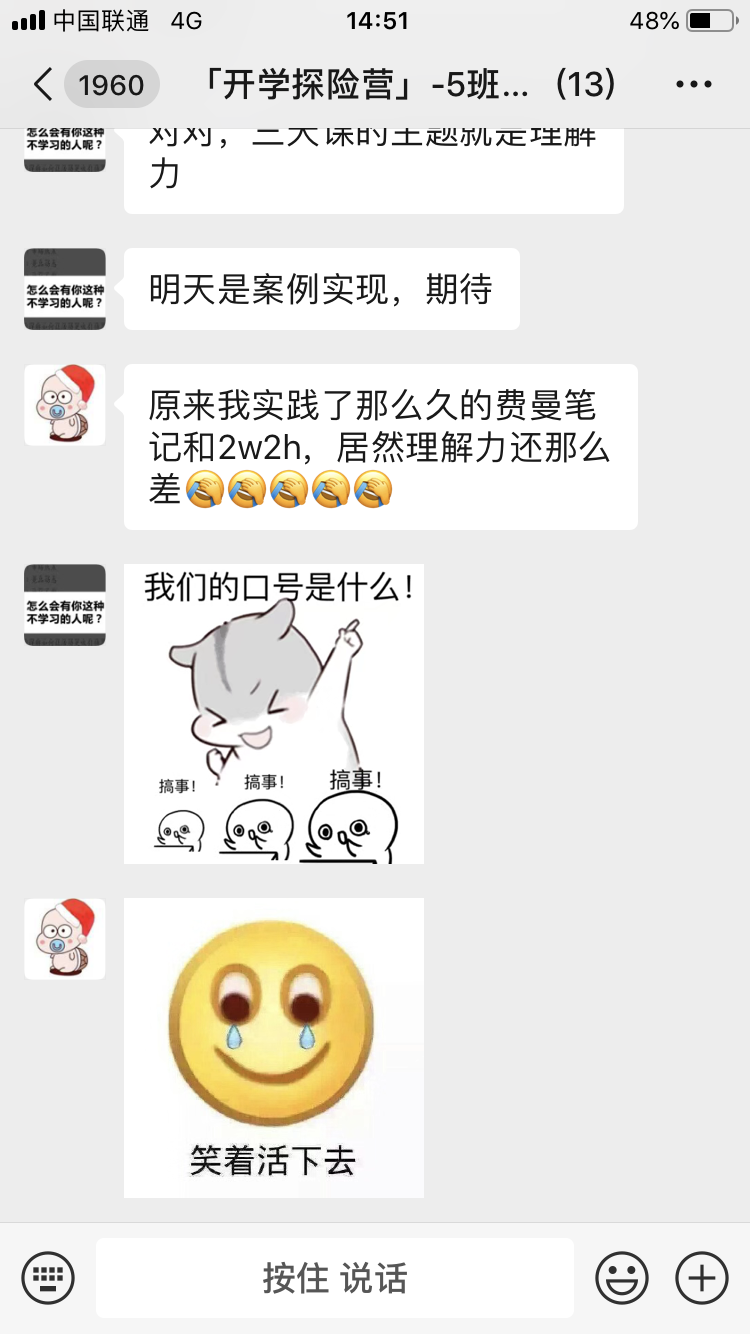 中国联通 4G 14:51 48%
1960 「开学探险营」-5班... (13)
怎么会有你这种
不学习的人呢？
对对，三天课的主题就是理解
力
怎么会有你这种
不学习的人呢？
明天是案例实现，期待
原来我实践了那么久的费曼笔
记和2w2h，居然理解力还那么
差
怎么会有你这种
不学习的人呢？
我们的口号是什么！
搞事！ 搞事！ 搞事！
笑着活下去
按住 说话